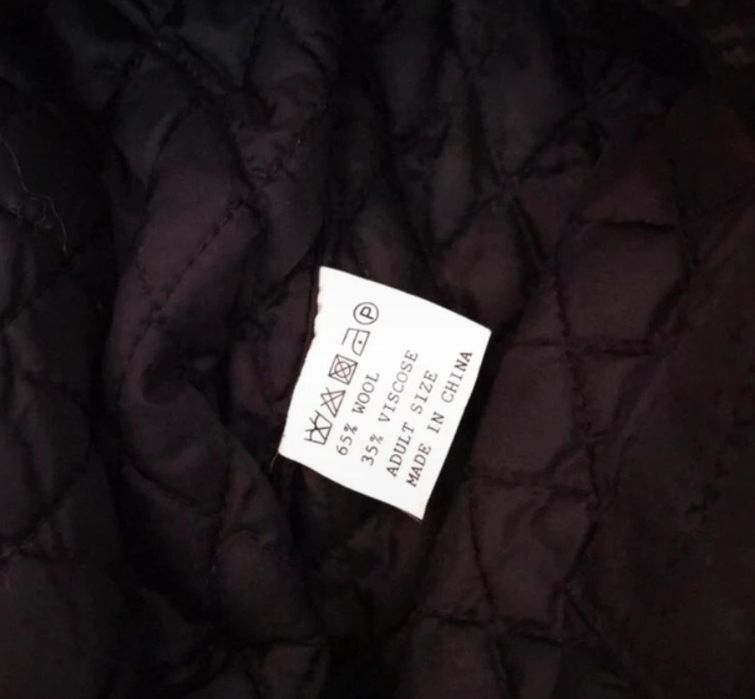 P
65% WOOL
35% VISCOSE
ADULT SIZE
MADE IN CHINA